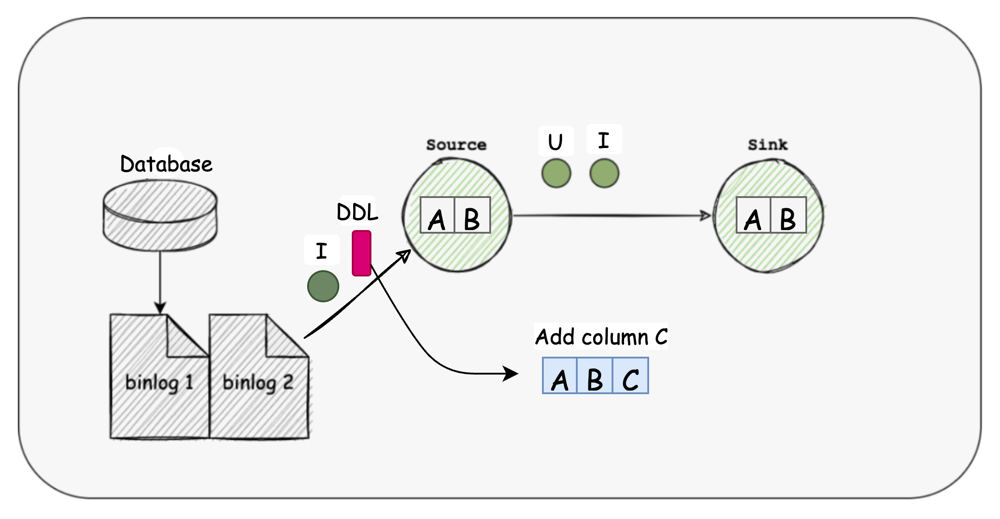 Database
DDL
I
Source
A B
U I
Sink
A B
binlog 1
binlog 2
Add column C
A B C